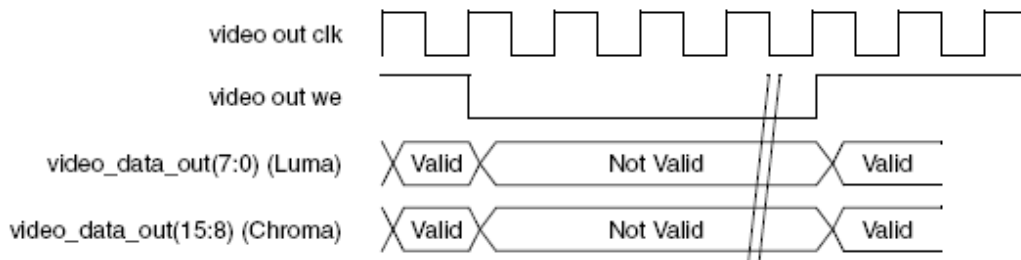 video out clk
video out we
video_data_out(7:0) (Luma) Valid Not Valid Valid
video_data_out(15:8) (Chroma) Valid Not Valid Valid